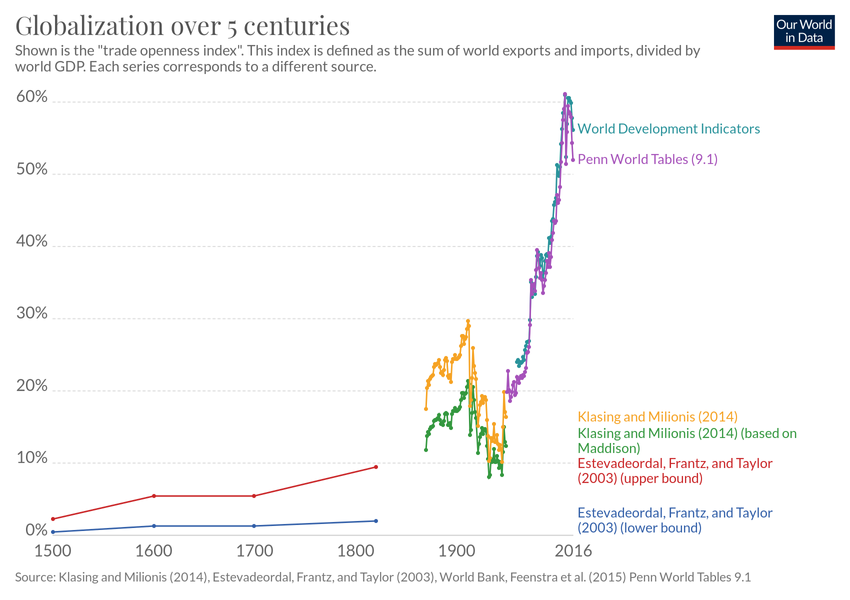 Globalization over 5 centuries
Our World
in Data
Shown is the "trade openness index". This index is defined as the sum of world exports and imports, divided by
world GDP. Each series corresponds to a different source.
60%
World Development Indicators
Penn World Tables (9.1)
50%
40%
30%
20%
Klasing and Milionis (2014)
Klasing and Milionis (2014) (based on
Maddison)
10%
Estevadeordal, Frantz, and Taylor
(2003) (upper bound)
Estevadeordal, Frantz, and Taylor
(2003) (lower bound)
0%
1500 1600 1700 1800 1900 2016
Source: Klasing and Milionis (2014), Estevadeordal, Frantz, and Taylor (2003), World Bank, Feenstra et al. (2015) Penn World Tables 9.1